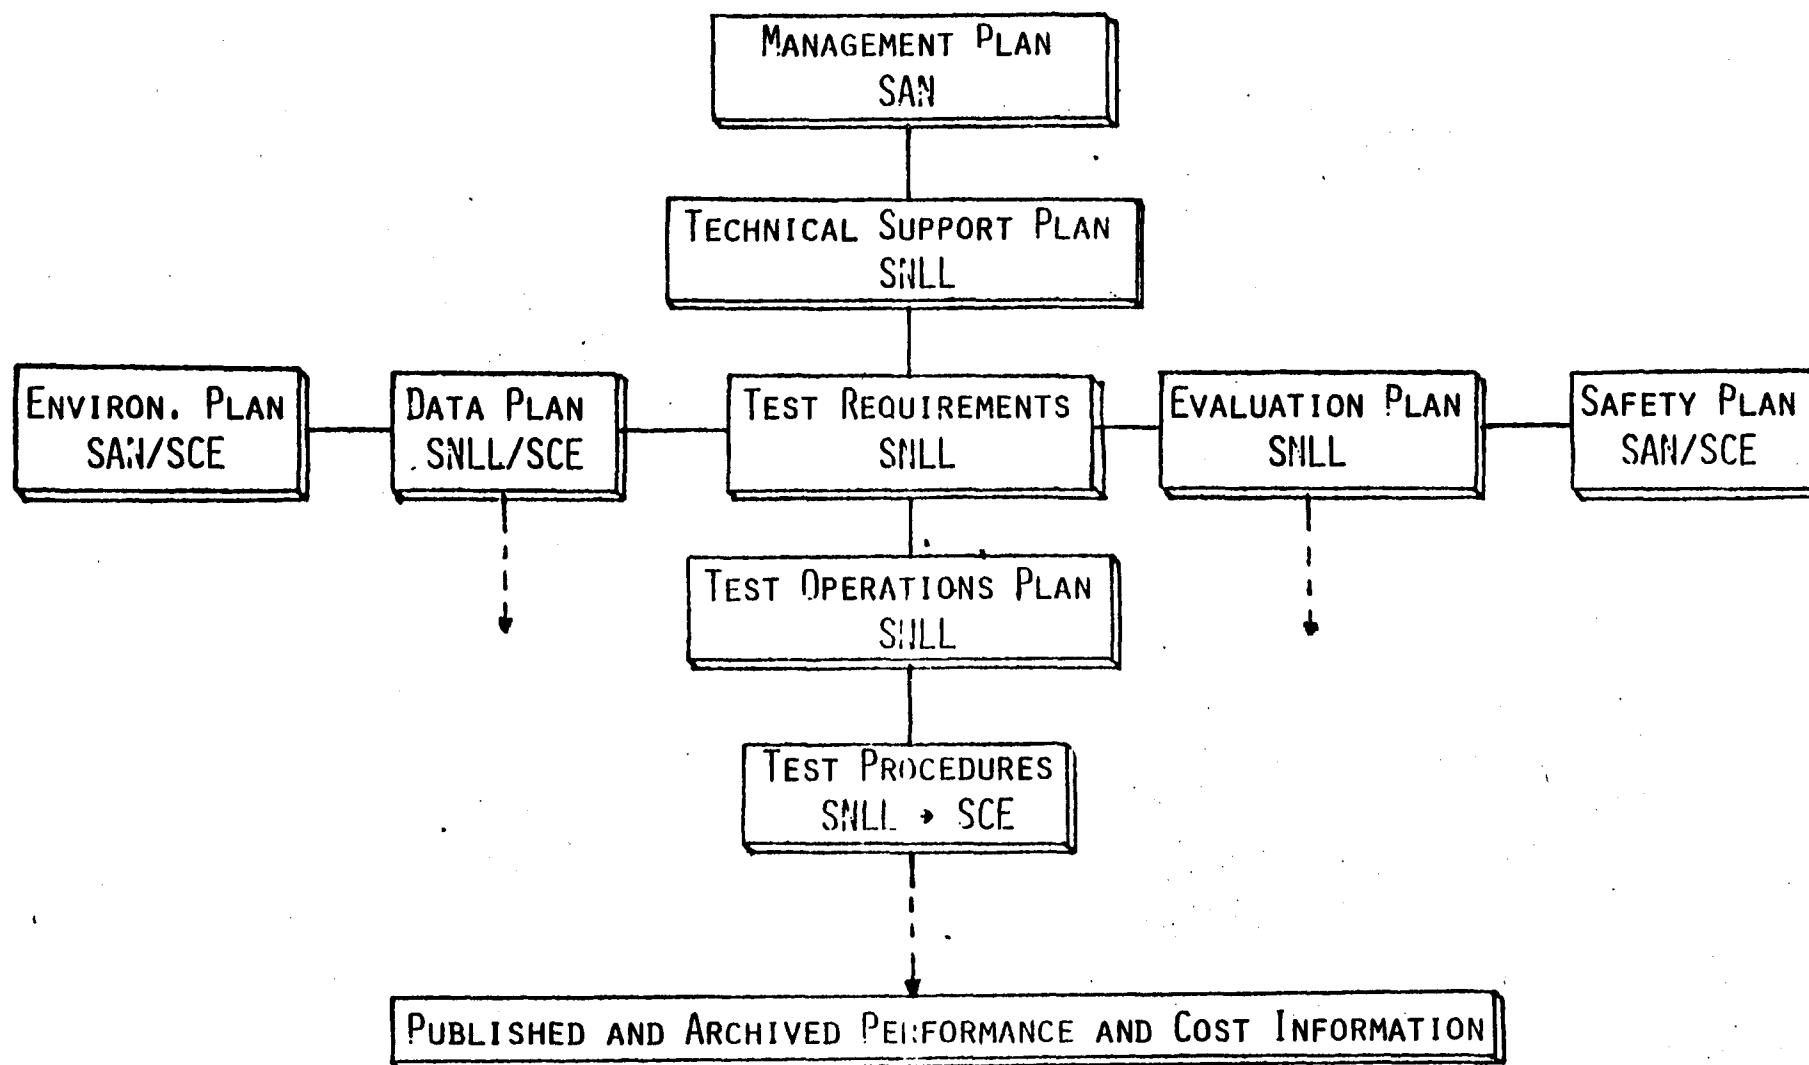 MANAGEMENT PLAN
SAN
TECHNICAL SUPPORT PLAN
SNLL
ENVIRON. PLAN
SAN/SCE
DATA PLAN
SNLL/SCE
TEST REQUIREMENTS
SNLL
EVALUATION PLAN
SNLL
SAFETY PLAN
SAN/SCE
TEST OPERATIONS PLAN
SNLL
TEST PROCEDURES
SNLL → SCE
PUBLISHED AND ARCHIVED PERFORMANCE AND COST INFORMATION